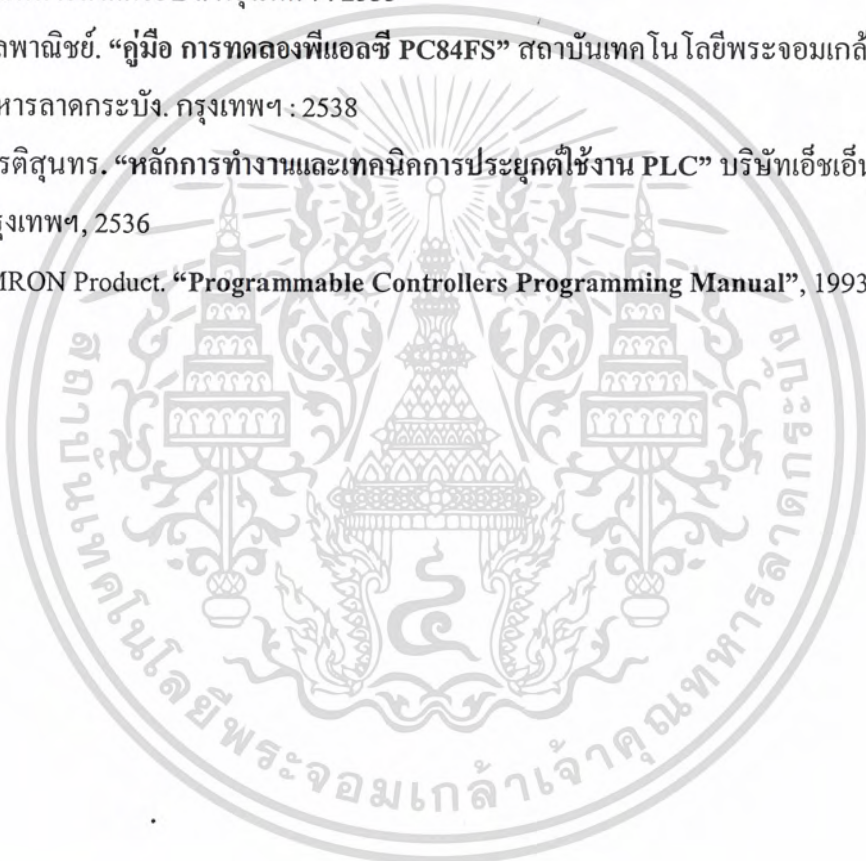 ลพาณิชย์. “คู่มือ การทดลองพีแอลซี PC84FS” สถาบันเทคโนโลยีพระจอมเกล้
หารลาดกระบัง. กรุงเทพฯ : 2538
รติสุนทร. “หลักการทำงานและเทคนิคการประยุกต์ใช้งาน PLC” บริษัทเอ็ชเอ็น
รุงเทพฯ, 2536
MRON Product. “Programmable Controllers Programming Manual”, 1993
สถาบันเทคโนโลยีพระจอมเกล้าเจ้าคุณทหารลาดกระบัง